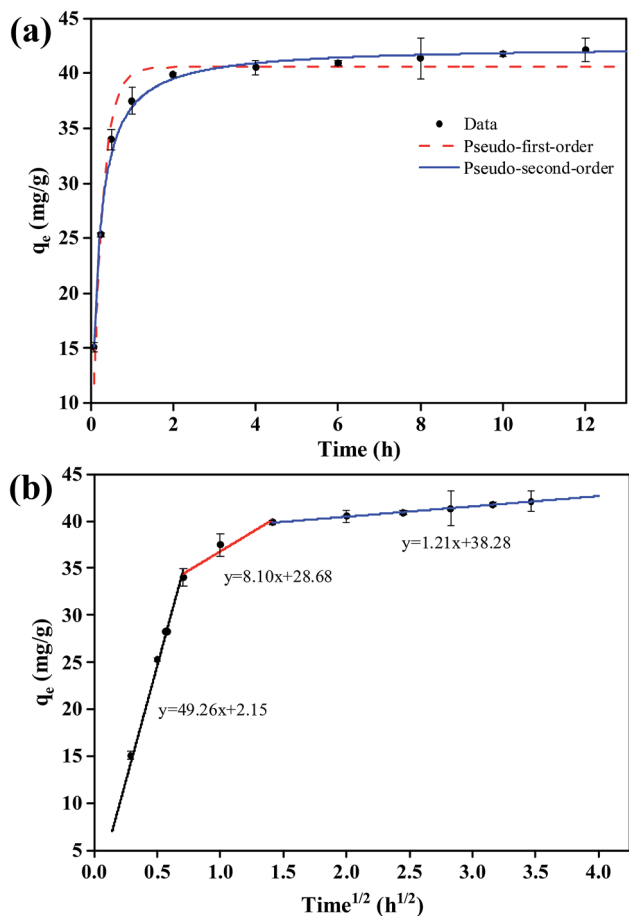 (a)
45
40
35
30
25
20
15
10
qe (mg/g)
Data
Pseudo-first-order
Pseudo-second-order
0 2 4 6 8 10 12
Time (h)
(b)
45
40
35
30
25
20
15
10
5
qe (mg/g)
y=1.21x+38.28
y=8.10x+28.68
y=49.26x+2.15
0.0 0.5 1.0 1.5 2.0 2.5 3.0 3.5 4.0
Time1/2 (h1/2)